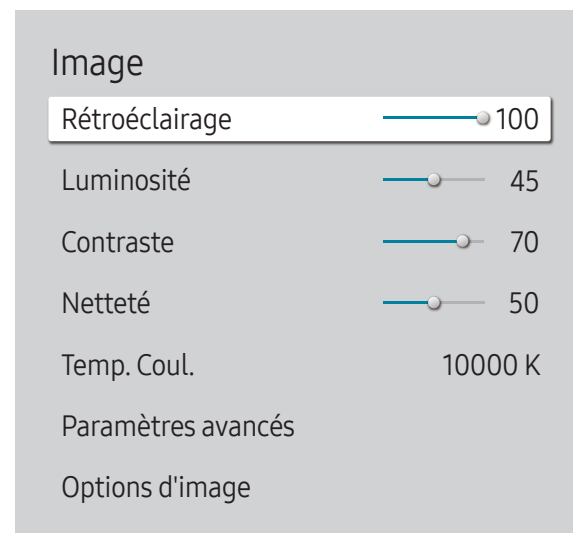 Image
Rétroéclairage 100
Luminosité 45
Contraste 70
Netteté 50
Temp. Coul. 10000 K
Paramètres avancés
Options d'image